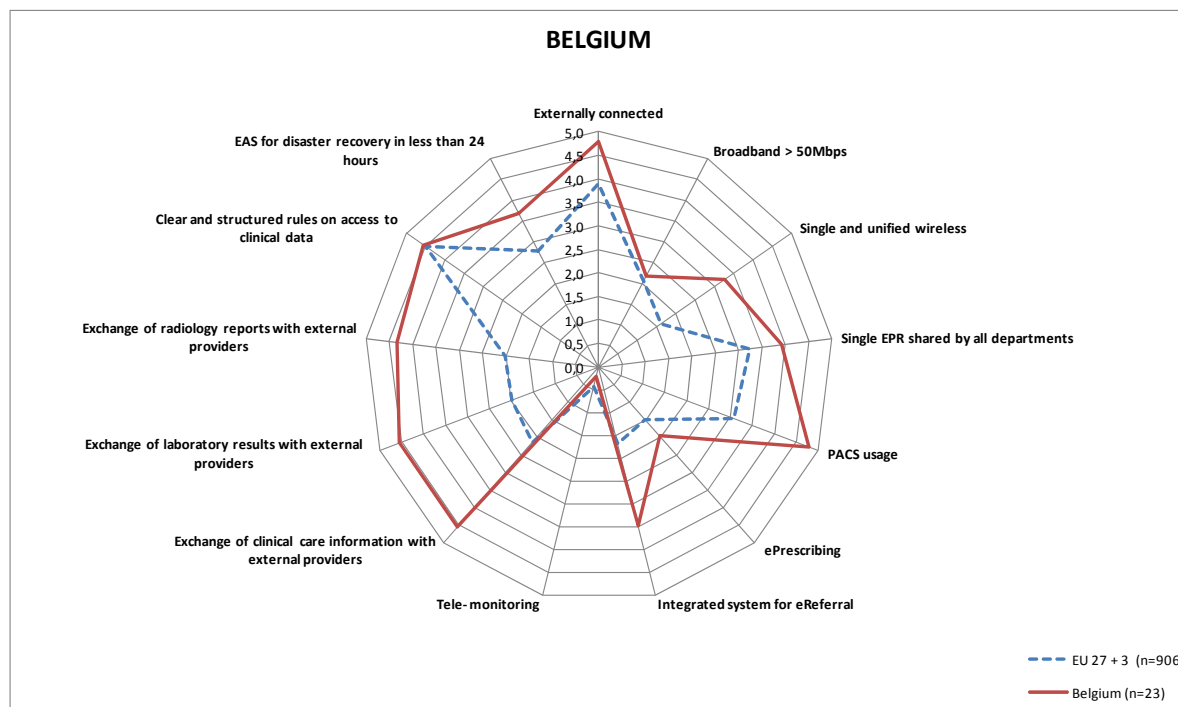 BELGIUM
Externally connected
Broadband > 50Mbps
Single and unified wireless
Single EPR shared by all departments
PACS usage
ePrescribing
Integrated system for eReferral
Tele- monitoring
Exchange of clinical care information with
external providers
Exchange of laboratory results with external
providers
Exchange of radiology reports with external
providers
Clear and structured rules on access to
clinical data
EAS for disaster recovery in less than 24
hours
5,0
4,5
4,0
3,5
3,0
2,5
2,0
1,5
1,0
0,5
0,0
EU 27 + 3 (n=906
Belgium (n=23)